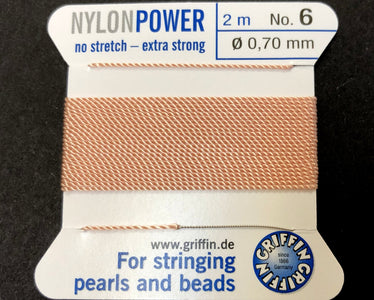 NYLONPOWER
no stretch – extra strong
2 m No. 6
Ø 0,70 mm
www.griffin.de
For stringing
pearls and beads
GRIFFIN
since
1866
Germany
GRIFFIN